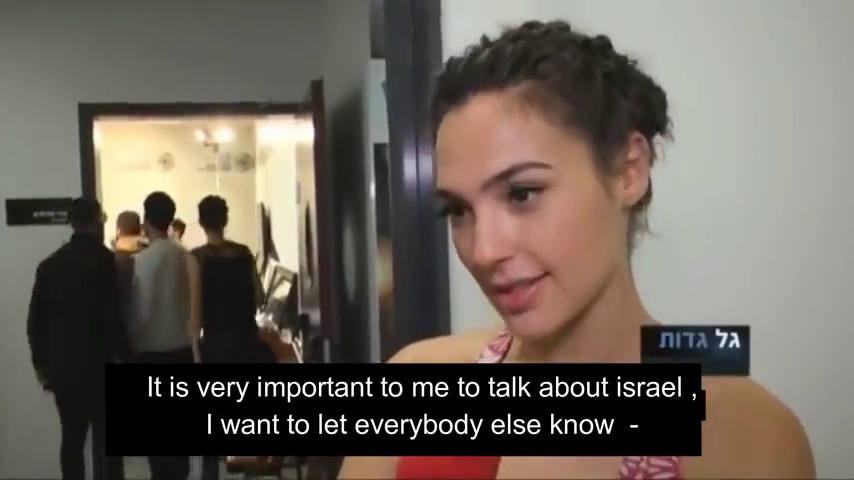 גל גדות
It is very important to me to talk about israel ,
I want to let everybody else know -